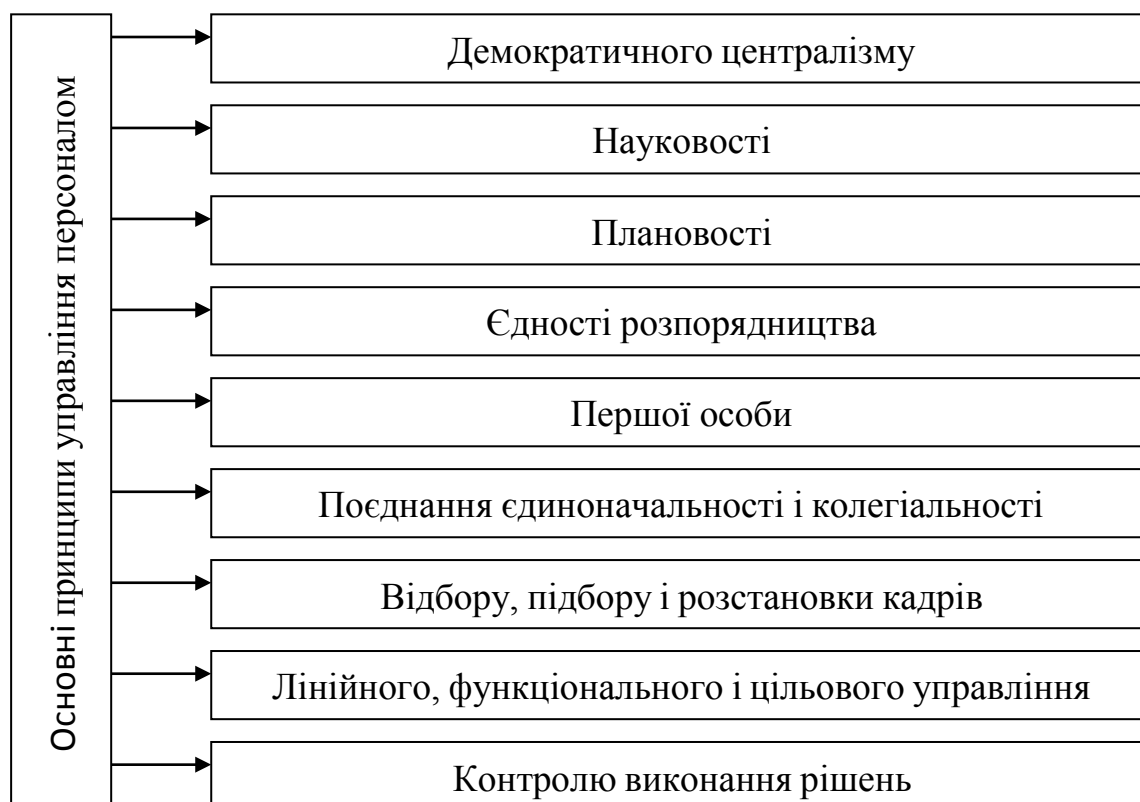 Основні принципи управління персоналом
Демократичного централізму
Науковості
Плановості
Єдності розпорядництва
Першої особи
Поєднання єдиноначальності і колегіальності
Відбору, підбору і розстановки кадрів
Лінійного, функціонального і цільового управління
Контролю виконання рішень